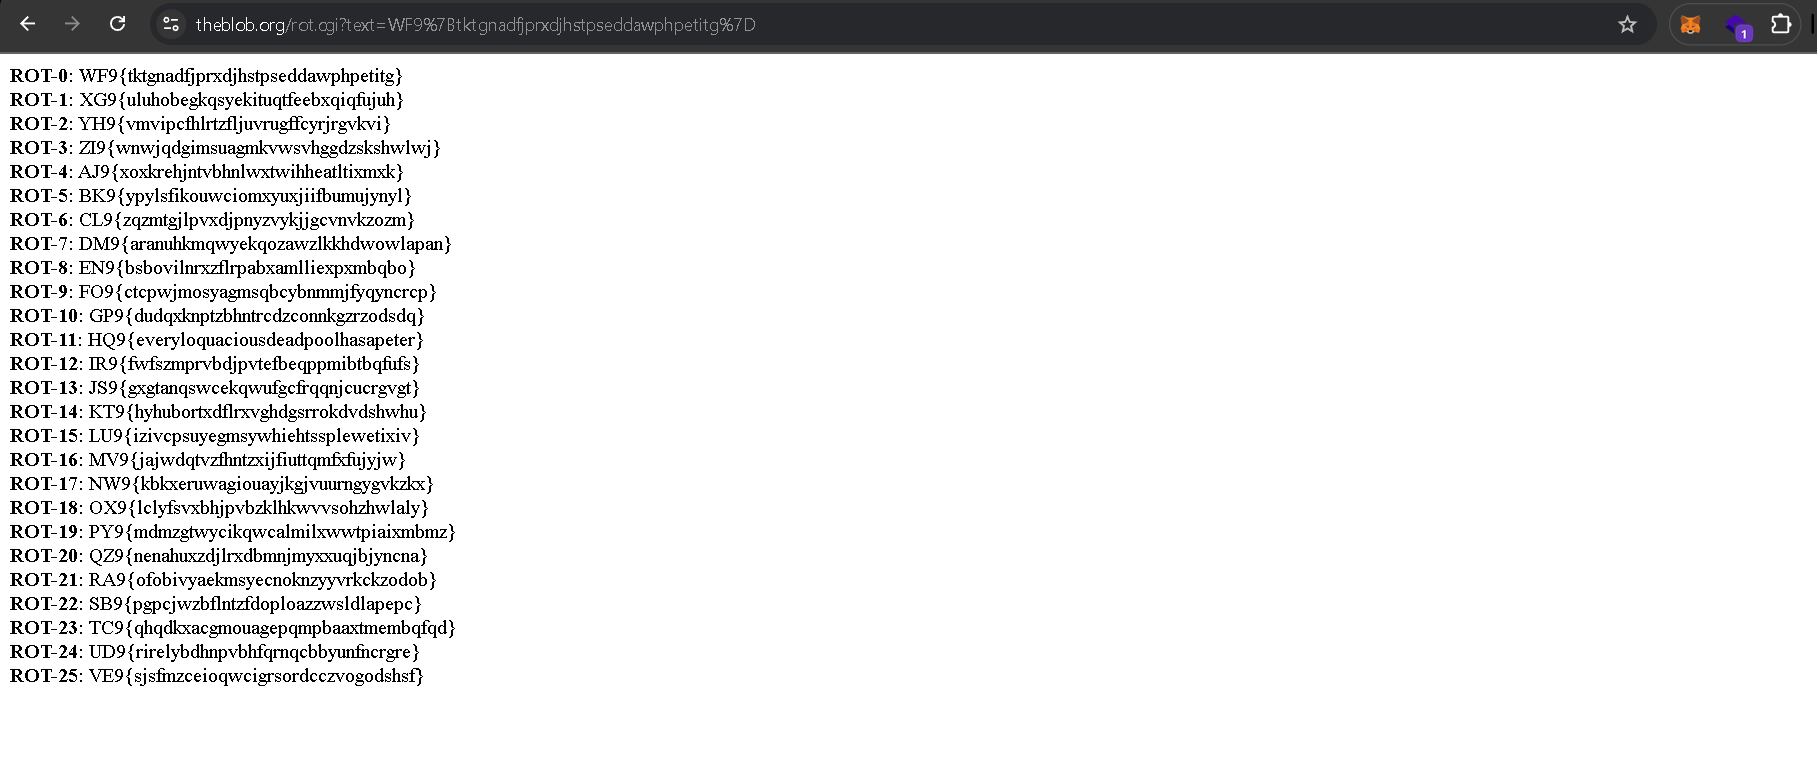 theblob.org/rot.cgi?text=WF9%7Btktgnadfjprxdjhstpseddawphpetitg%7D
1
ROT-0: WF9{tktgnadfjprxdjhstpseddawphpetitg}
ROT-1: XG9{uluhobegkqsyekituqtfeebxqiqfujuh}
ROT-2: YH9{vmvipcfhlrtzfljuvrugffcyrjrgvkvi}
ROT-3: ZI9{wnwjqdgimsuagmkvwsvhggdzskshwlwj}
ROT-4: AJ9{xoxkrehjntvbhnlwxtwihheatltixmxk}
ROT-5: BK9{ypylsfikouwciomxyuxjiifbumujynyl}
ROT-6: CL9{zqzmtgjlpvxdjpnyzvykjjgcvnvkzozm}
ROT-7: DM9{aranuhkmqwyekqozawzlkkhdwowlapan}
ROT-8: EN9{bsbovilnrxzflrpabxamlliexpxmbqbo}
ROT-9: FO9{ctcpwjmosyagmsqbcybnmmjfyqyncrcp}
ROT-10: GP9{dudqxknptzbhntrcdzconnkgzrzodsdq}
ROT-11: HQ9{everyloquaciousdeadpoolhasapeter}
ROT-12: IR9{fwfszmprvbdjpvtefbeqppmibtbqfufs}
ROT-13: JS9{gxgtanqswcekqwufgcfrqqnjcucrgvgt}
ROT-14: KT9{hyhubortxdflrxvghdgsrrokdvdshwhu}
ROT-15: LU9{izivcpsuyegmsywhiehtssplewetixiv}
ROT-16: MV9{jajwdqtvzfhntzxijfiuttqmfxfujyjw}
ROT-17: NW9{kbkxeruwagiouayjkgjvuurngygvkzkx}
ROT-18: OX9{lclyfsvxbhjpvbzklhkwvvsohzhwlaly}
ROT-19: PY9{mdmzgtwycikqwcalmilxwwtpiaixmbmz}
ROT-20: QZ9{nenahuxzdjlrxdbmnjmyxxuqjbjyncna}
ROT-21: RA9{ofobivyaekmsyecnoknzyyvrkckzodob}
ROT-22: SB9{pgpcjwzbflntzfdoploazzwsldlapepc}
ROT-23: TC9{qhqdkxacgmouagepqmpbaaxtmembqfqd}
ROT-24: UD9{rirelybdhnpvbhfqrnqcbbyunfncrgre}
ROT-25: VE9{sjsfmzceioqwcigrsordcczvogodshsf}